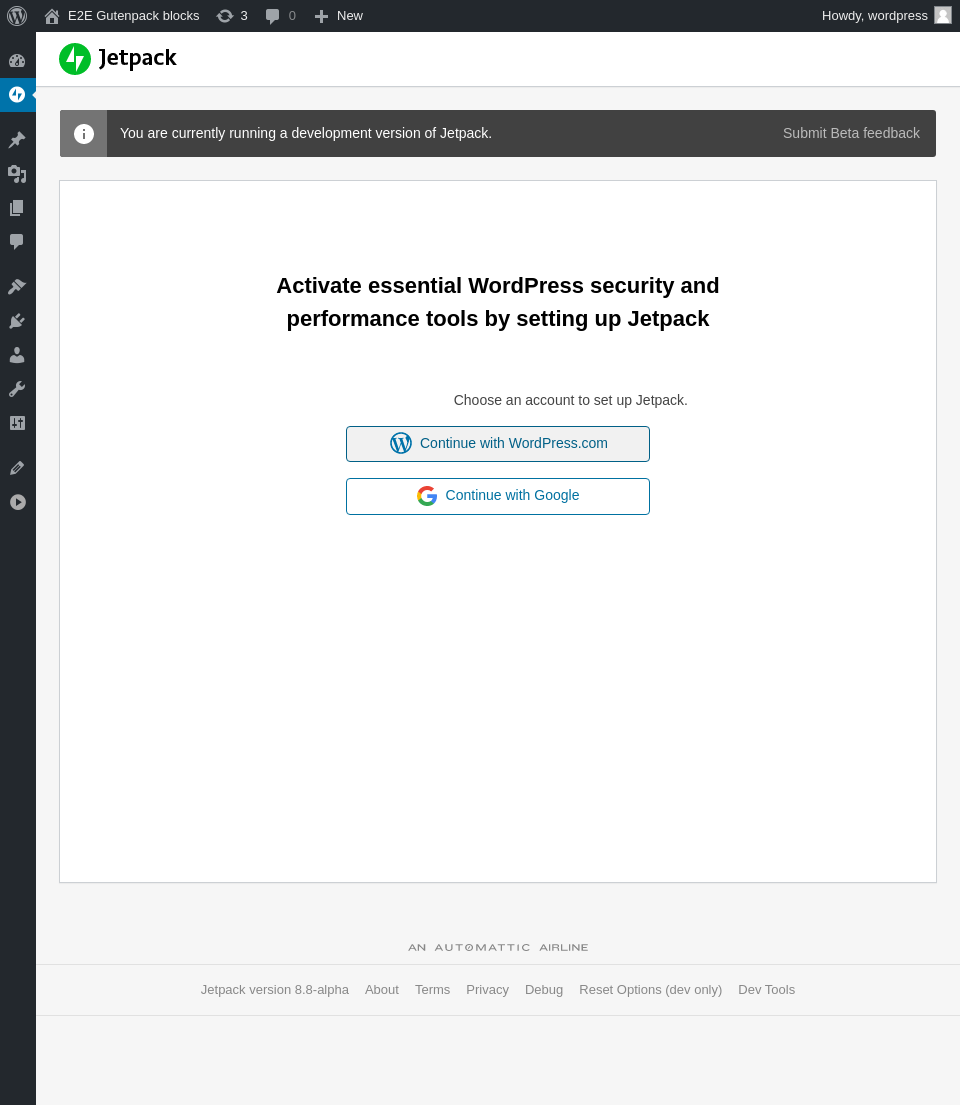 E2E Gutenpack blocks 3 0 New Howdy, wordpress
Jetpack
You are currently running a development version of Jetpack. Submit Beta feedback
Activate essential WordPress security and
performance tools by setting up Jetpack
Choose an account to set up Jetpack.
Continue with WordPress.com
Continue with Google
AN AUTOMATTIC AIRLINE
Jetpack version 8.8-alpha About Terms Privacy Debug Reset Options (dev only) Dev Tools